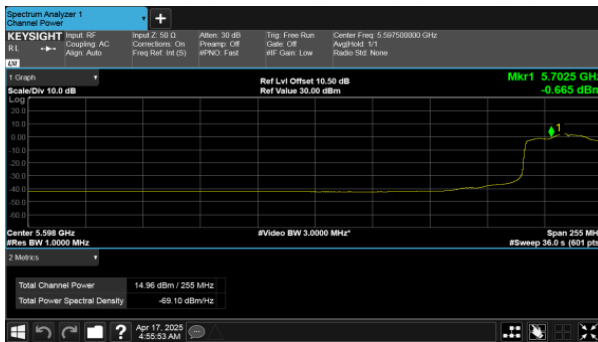 Spectrum Analyzer 1
Channel Power
KEYSIGHT Input: RF Input Z: 50 Ω Atten: 30 dB Trig: Free Run Center Freq: 5.597500000 GHz
RL Coupling: AC Corrections: On Preamp: Off Gate: Off Avg|Hold: 1/1
Align: Auto Freq Ref: Int (S) #PNO: Fast #IF Gain: Low Radio Std: None
LNI
1 Graph Ref Lvl Offset 10.50 dB Mkr1 5.7025 GHz
Scale/Div 10.0 dB Ref Value 30.00 dBm -0.665 dBm
Log
20.0
10.0
0.00
-10.0
-20.0
-30.0
-40.0
-50.0
-60.0
1
Center 5.598 GHz #Video BW 3.0000 MHz* Span 255 MHz
#Res BW 1.0000 MHz #Sweep 36.0 s (601 pts
2 Metrics
Total Channel Power 14.96 dBm / 255 MHz
Total Power Spectral Density -69.10 dBm/Hz
? Apr 17, 2025
4:55:53 AM